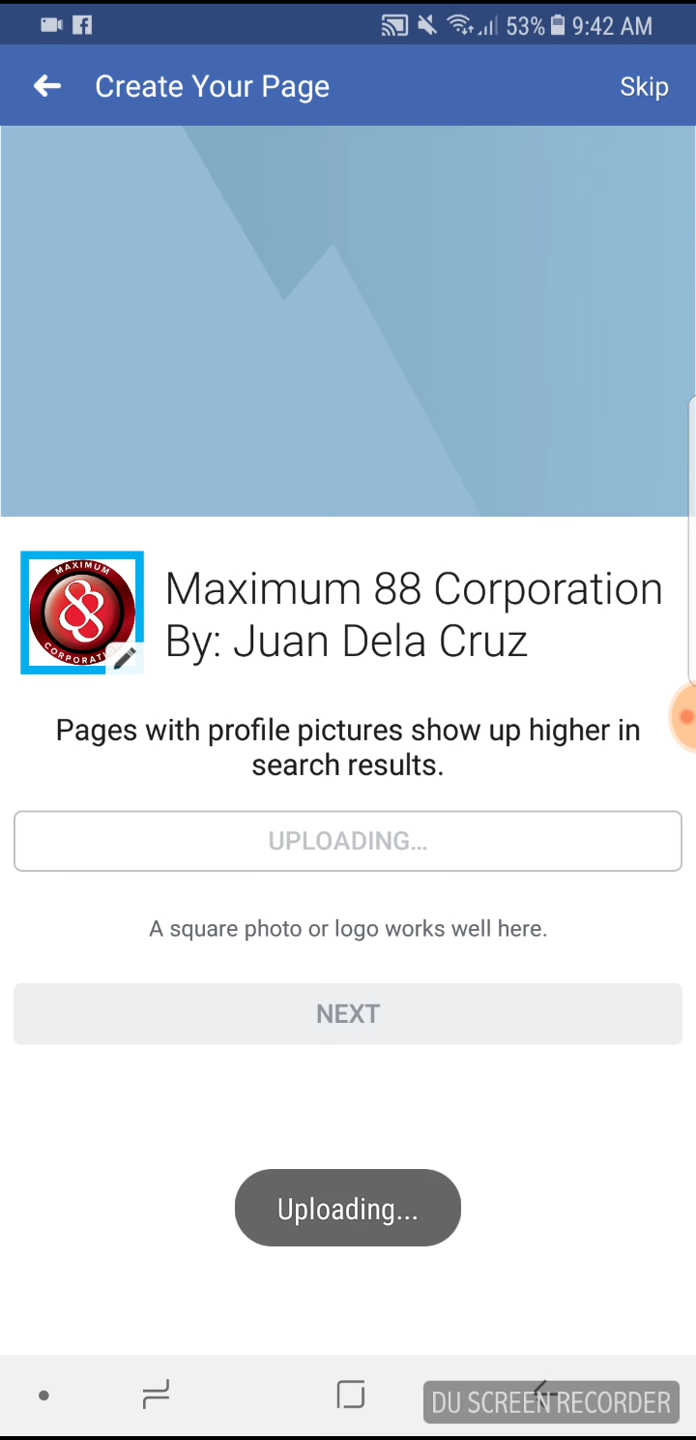 53% 9:42 AM
Create Your Page
Skip
MAXIMUM
88
CORPORATI
Maximum 88 Corporation
By: Juan Dela Cruz
Pages with profile pictures show up higher in
search results.
UPLOADING...
A square photo or logo works well here.
NEXT
Uploading...
DU SCREEN RECORDER